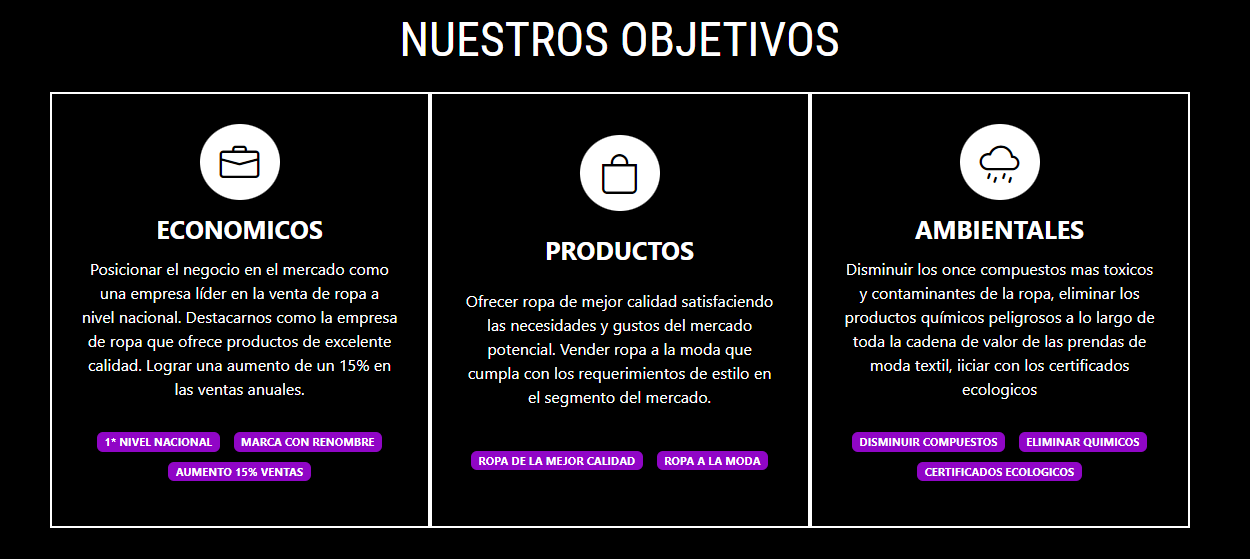 NUESTROS OBJETIVOS
ECONOMICOS
Posicionar el negocio en el mercado como
una empresa líder en la venta de ropa a
nivel nacional. Destacarnos como la empresa
de ropa que ofrece productos de excelente
calidad. Lograr una aumento de un 15% en
las ventas anuales.
1* NIVEL NACIONAL
MARCA CON RENOMBRE
AUMENTO 15% VENTAS
PRODUCTOS
Ofrecer ropa de mejor calidad satisfaciendo
las necesidades y gustos del mercado
potencial. Vender ropa a la moda que
cumpla con los requerimientos de estilo en
el segmento del mercado.
ROPA DE LA MEJOR CALIDAD
ROPA A LA MODA
AMBIENTALES
Disminuir los once compuestos mas toxicos
y contaminantes de la ropa, eliminar los
productos químicos peligrosos a lo largo de
toda la cadena de valor de las prendas de
moda textil, iiciar con los certificados
ecologicos
DISMINUIR COMPUESTOS
ELIMINAR QUIMICOS
CERTIFICADOS ECOLOGICOS